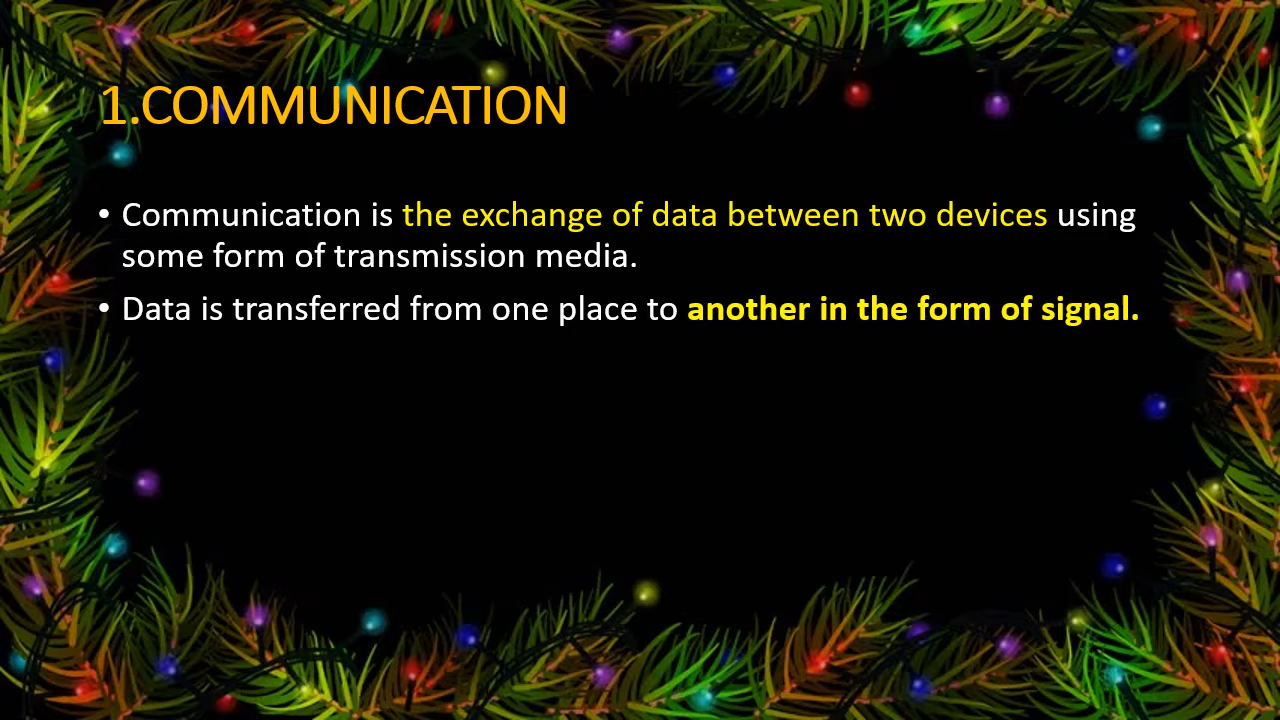 1.COMMUNICATION
• Communication is the exchange of data between two devices using
some form of transmission media.
• Data is transferred from one place to another in the form of signal.